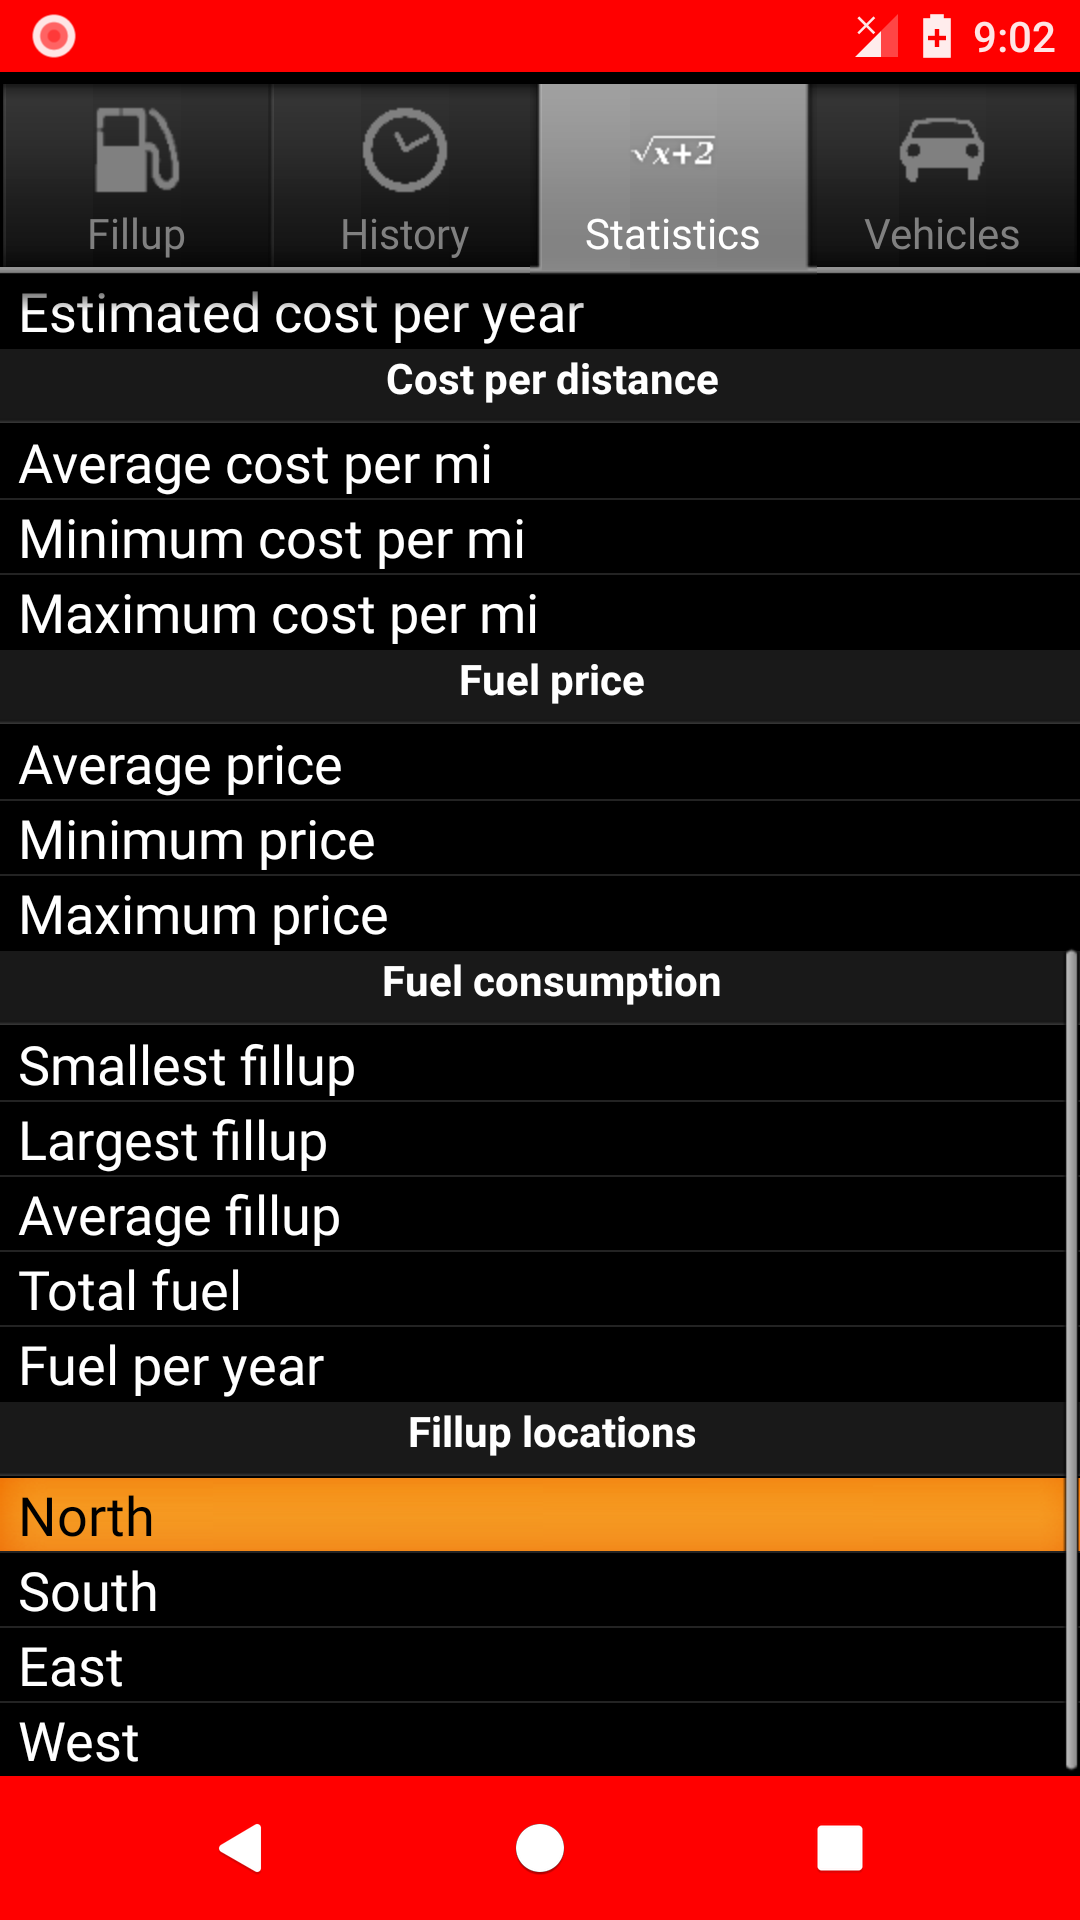 9:02
√x+2
Fillup
History
Statistics
Vehicles
Estimated cost per year
Cost per distance
Average cost per mi
Minimum cost per mi
Maximum cost per mi
Fuel price
Average price
Minimum price
Maximum price
Fuel consumption
Smallest fillup
Largest fillup
Average fillup
Total fuel
Fuel per year
Fillup locations
North
South
East
West